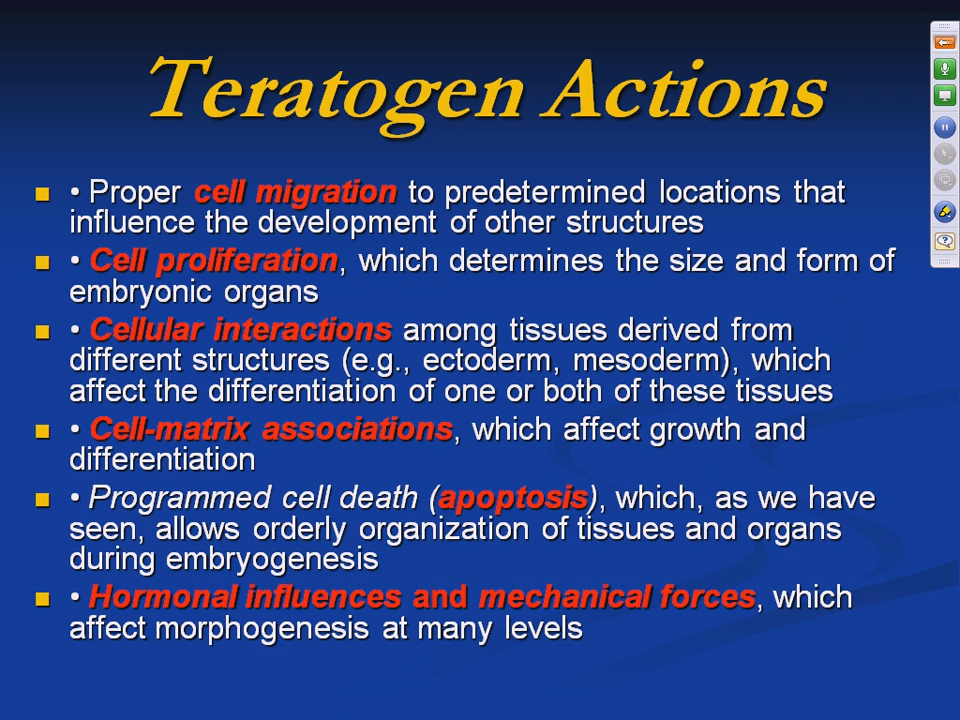 Teratogen Actions
• Proper cell migration to predetermined locations that
influence the development of other structures
• Cell proliferation, which determines the size and form of
embryonic organs
• Cellular interactions among tissues derived from
different structures (e.g., ectoderm, mesoderm), which
affect the differentiation of one or both of these tissues
• Cell-matrix associations, which affect growth and
differentiation
• Programmed cell death (apoptosis), which, as we have
seen, allows orderly organization of tissues and organs
during embryogenesis
• Hormonal influences and mechanical forces, which
affect morphogenesis at many levels